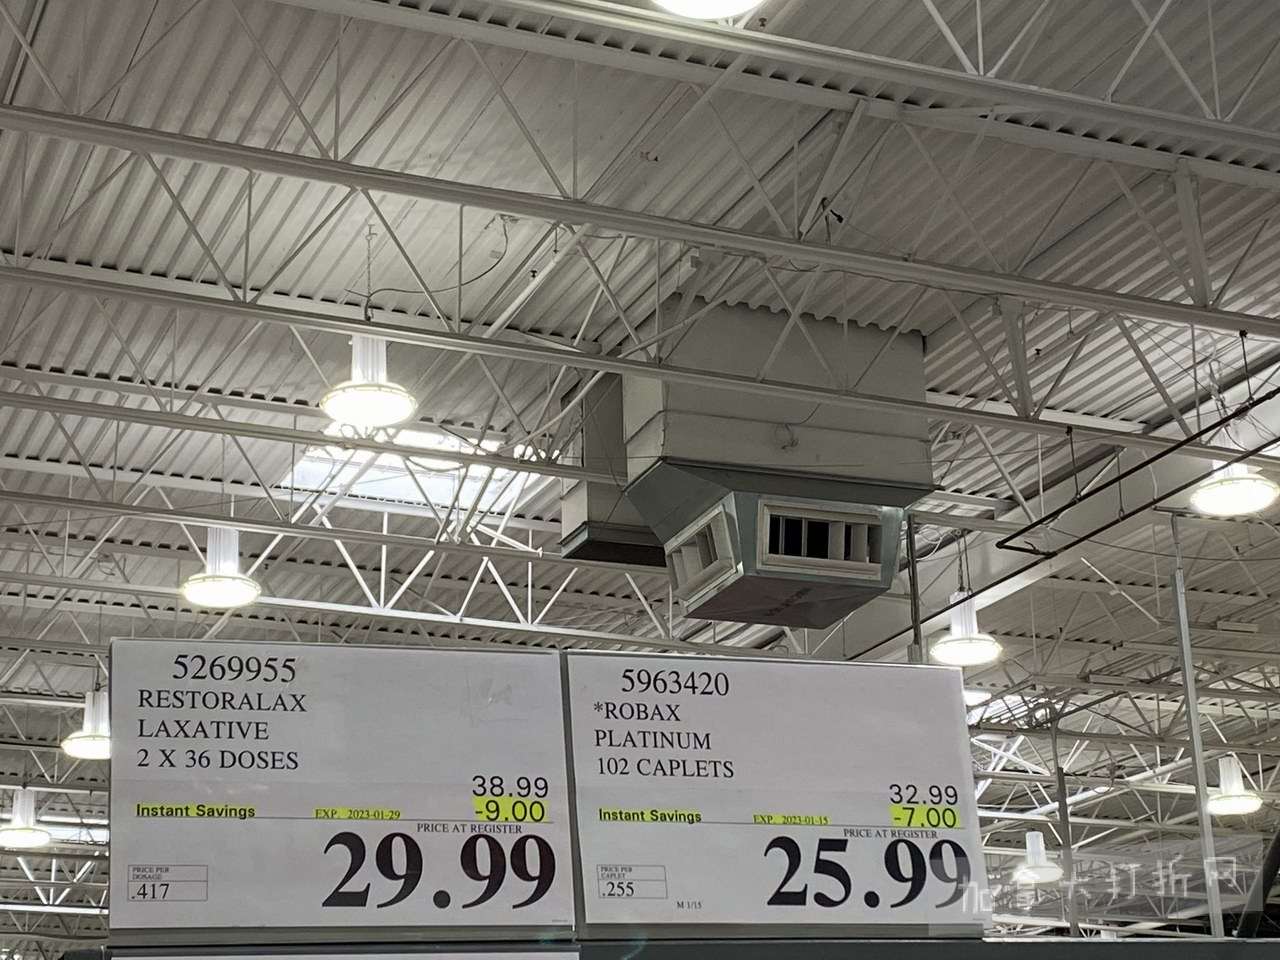 5269955
RESTORALAX
LAXATIVE
2 X 36 DOSES
38.99
Instant Savings EXP. 2023-01-29 -9.00
PRICE AT REGISTER
29.99
PRICE PER
DOSAGE
.417
5963420
*ROBAX
PLATINUM
102 CAPLETS
32.99
Instant Savings EXP. 2023-01-15 -7.00
PRICE AT REGISTER
25.99
PRICE PER
CAPLET
.255
M 1/15
加拿大打折网